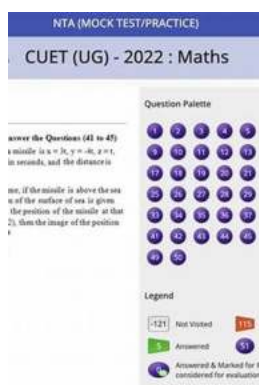 NTA (MOCK TEST/PRACTICE)
CUET (UG) - 2022 : Maths
Question Palette
answer the Questions (41 to 45)
missile is x = 3t, y = -4t, z = t,
in seconds, and the distance is
if the missile is above the sea
of the surface of sea is given
the position of the missile at that
then the image of the position
1 2 3 4 5
9 10 11 12 13
17 18 19 20 21
25 26 27 28 29
33 34 35 36 37
41 42 43 44 45
49 50
Legend
-121 Not Visited 115
5 Answered 51
Answered & Marked for
considered for evaluation